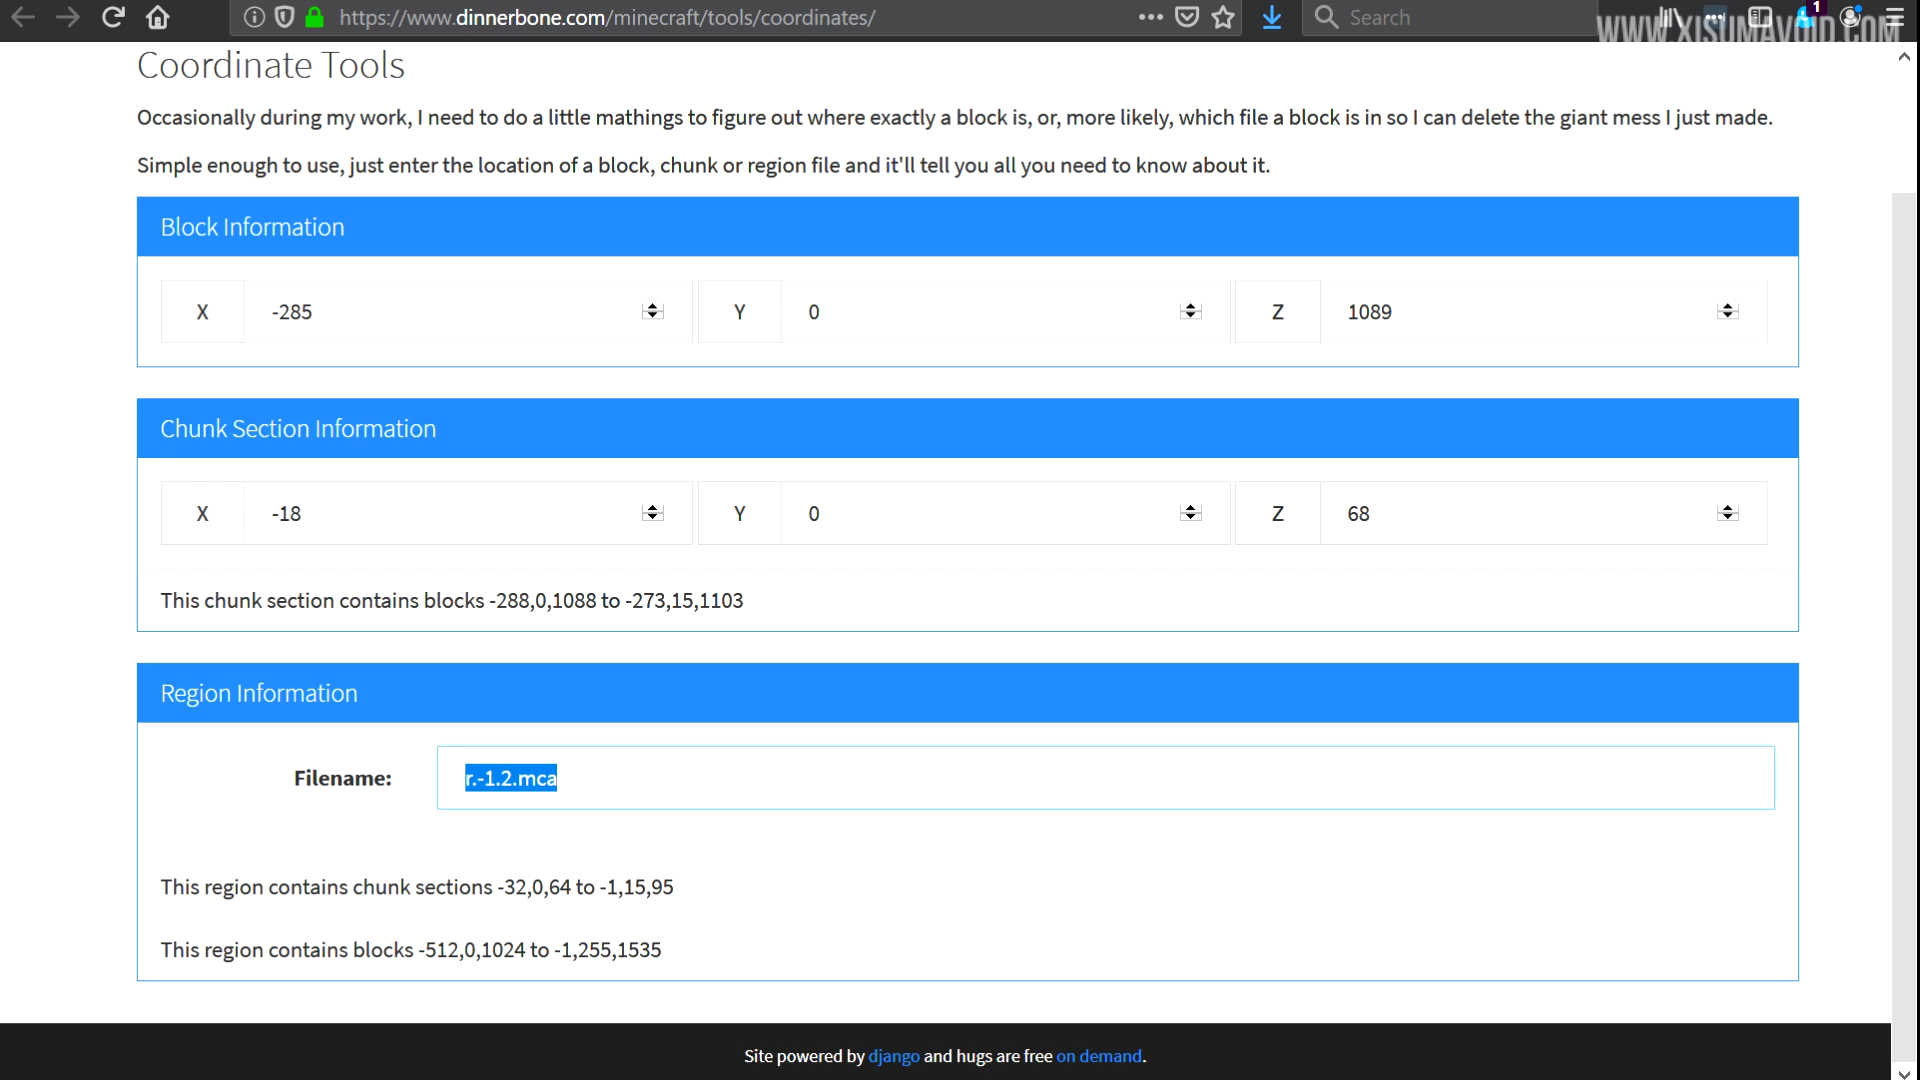 https://www.dinnerbone.com/minecraft/tools/coordinates/
Search
1
WWW.XISUMAVOID.COM
Coordinate Tools
Occasionally during my work, I need to do a little mathings to figure out where exactly a block is, or, more likely, which file a block is in so I can delete the giant mess I just made.
Simple enough to use, just enter the location of a block, chunk or region file and it'll tell you all you need to know about it.
Block Information
X -285 Y 0 Z 1089
Chunk Section Information
X -18 Y 0 Z 68
This chunk section contains blocks -288,0,1088 to -273,15,1103
Region Information
Filename: r.-1.2.mca
This region contains chunk sections -32,0,64 to -1,15,95
This region contains blocks -512,0,1024 to -1,255,1535
Site powered by django and hugs are free on demand.